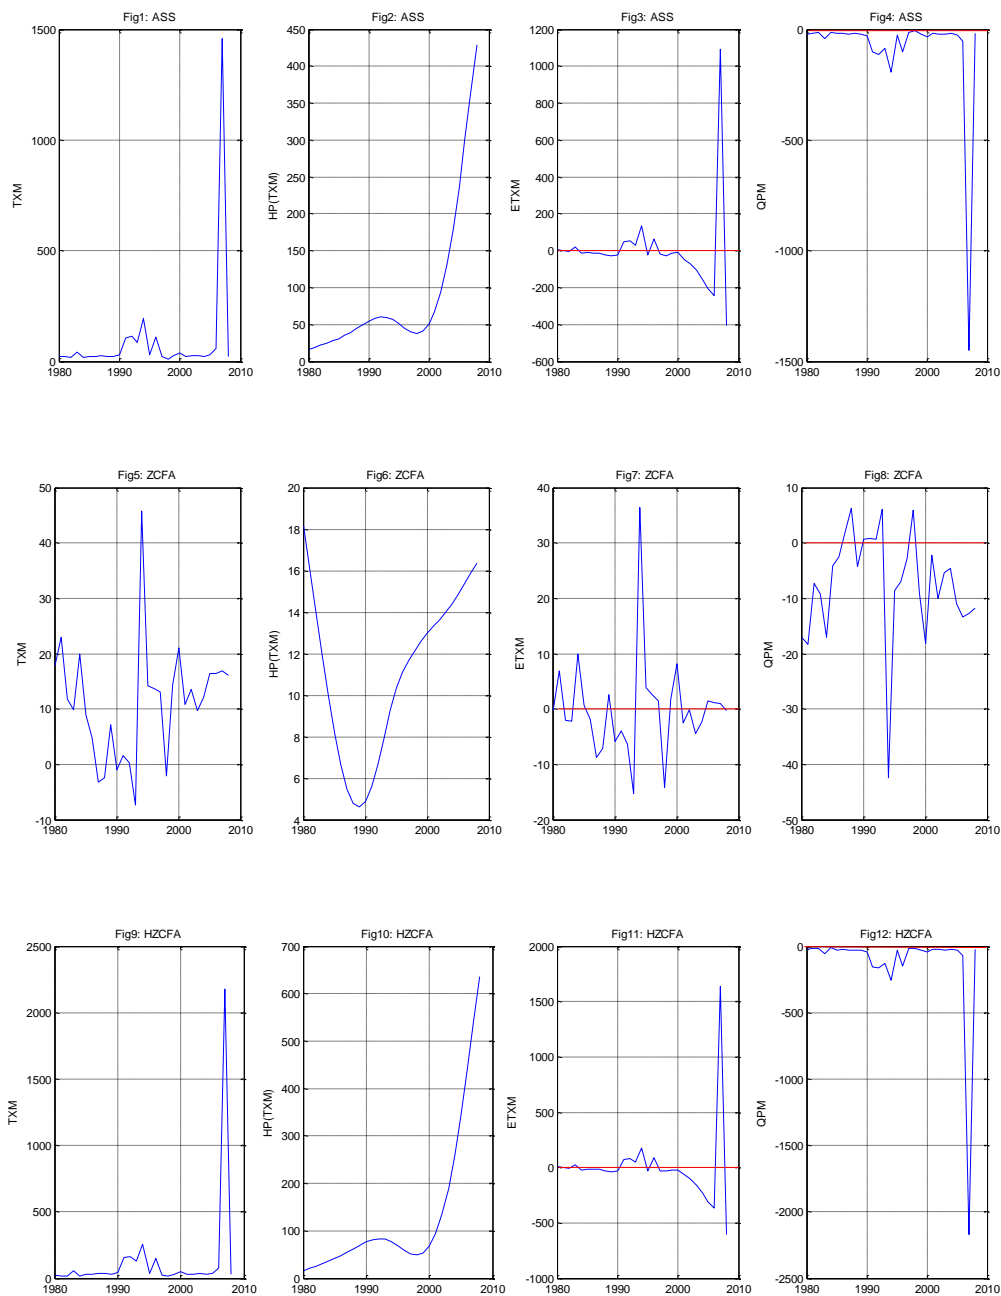 Fig1: ASS
Fig2: ASS
Fig3: ASS
Fig4: ASS
1500
1000
500
0
TXM
1980 1990 2000 2010
450
400
350
300
250
200
150
100
50
0
HP(TXM)
1980 1990 2000 2010
1200
1000
800
600
400
200
0
-200
-400
-600
ETXM
1980 1990 2000 2010
0
-500
-1000
-1500
QPM
1980 1990 2000 2010
Fig5: ZCFA
Fig6: ZCFA
Fig7: ZCFA
Fig8: ZCFA
50
40
30
20
10
0
-10
TXM
1980 1990 2000 2010
20
18
16
14
12
10
8
6
4
HP(TXM)
1980 1990 2000 2010
40
30
20
10
0
-10
-20
ETXM
1980 1990 2000 2010
10
0
-10
-20
-30
-40
-50
QPM
1980 1990 2000 2010
Fig9: HZCFA
Fig10: HZCFA
Fig11: HZCFA
Fig12: HZCFA
2500
2000
1500
1000
500
0
TXM
1980 1990 2000 2010
700
600
500
400
300
200
100
0
HP(TXM)
1980 1990 2000 2010
2000
1500
1000
500
0
-500
-1000
ETXM
1980 1990 2000 2010
0
-500
-1000
-1500
-2000
-2500
QPM
1980 1990 2000 2010